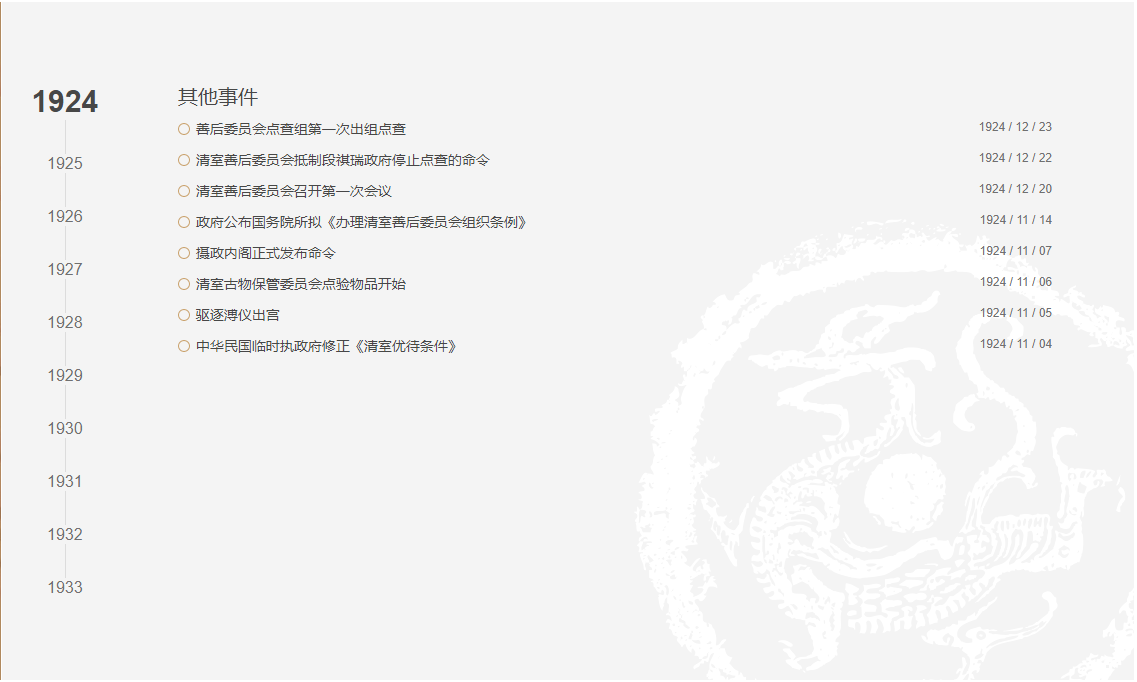 1924
其他事件
善后委员会点查组第一次出组点查 1924 / 12 / 23
清室善后委员会抵制段祺瑞政府停止点查的命令 1924 / 12 / 22
清室善后委员会召开第一次会议 1924 / 12 / 20
政府公布国务院所拟《办理清室善后委员会组织条例》 1924 / 11 / 14
摄政内阁正式发布命令 1924 / 11 / 07
清室古物保管委员会点验物品开始 1924 / 11 / 06
驱逐溥仪出宫 1924 / 11 / 05
中华民国临时执政府修正《清室优待条件》 1924 / 11 / 04
1925
1926
1927
1928
1929
1930
1931
1932
1933